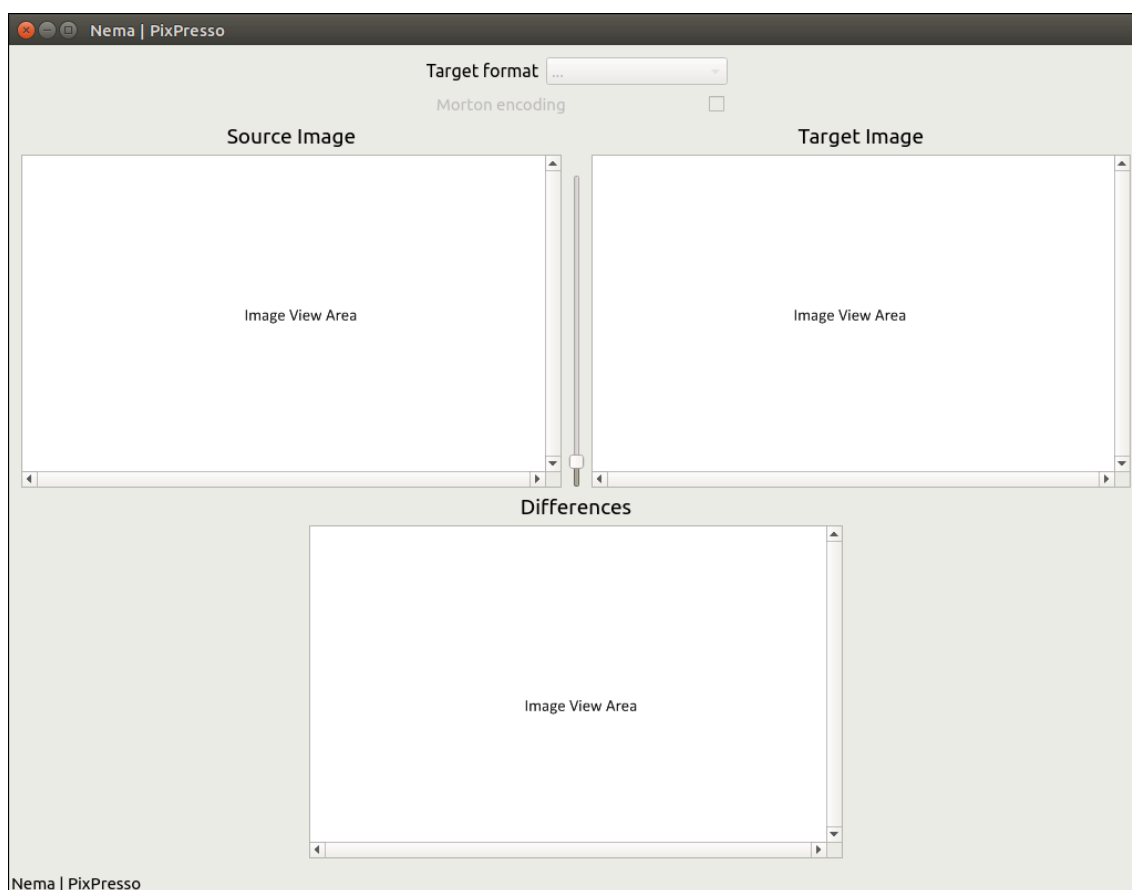 Nema | PixPresso
Target format ...
Morton encoding
Source Image
Target Image
Image View Area
Image View Area
Differences
Image View Area
Nema | PixPresso